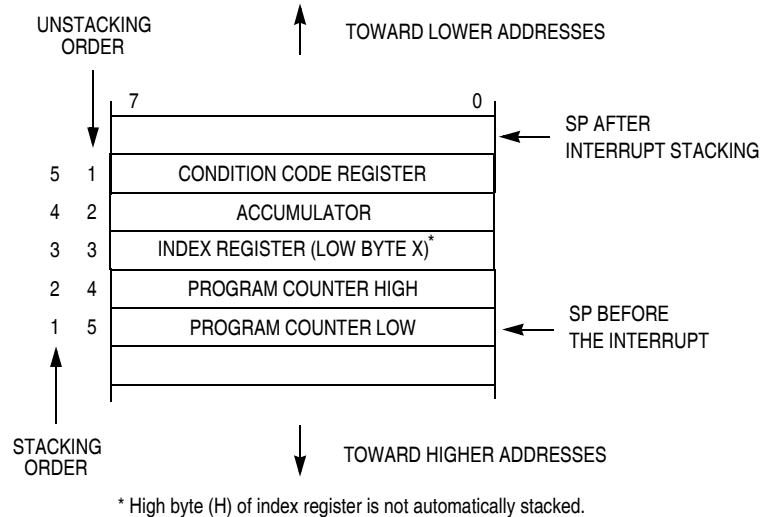 UNSTACKING
ORDER
TOWARD LOWER ADDRESSES
7 0
SP AFTER
INTERRUPT STACKING
5 1 CONDITION CODE REGISTER
4 2 ACCUMULATOR
3 3 INDEX REGISTER (LOW BYTE X)*
2 4 PROGRAM COUNTER HIGH
1 5 PROGRAM COUNTER LOW
SP BEFORE
THE INTERRUPT
STACKING
ORDER
TOWARD HIGHER ADDRESSES
* High byte (H) of index register is not automatically stacked.